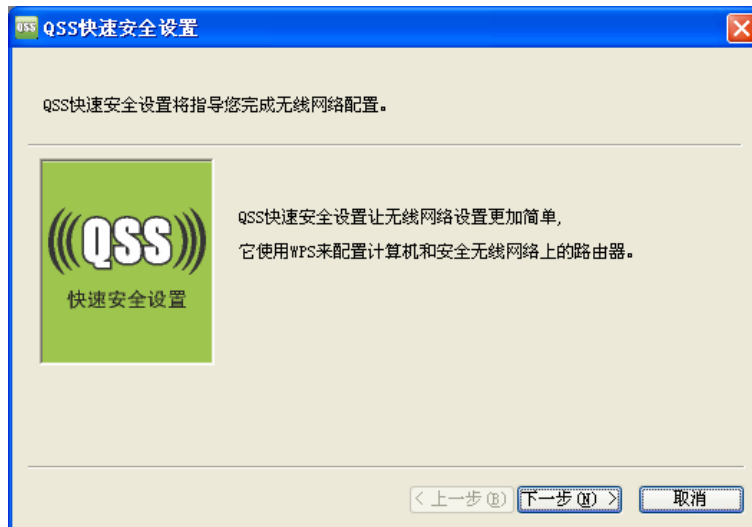 QSS QSS快速安全设置
QSS快速安全设置将指导您完成无线网络配置。
QSS快速安全设置让无线网络设置更加简单,
它使用WPS来配置计算机和安全无线网络上的路由器。
(((QSS)))
快速安全设置
< 上一步(B) 下一步(N) > 取消